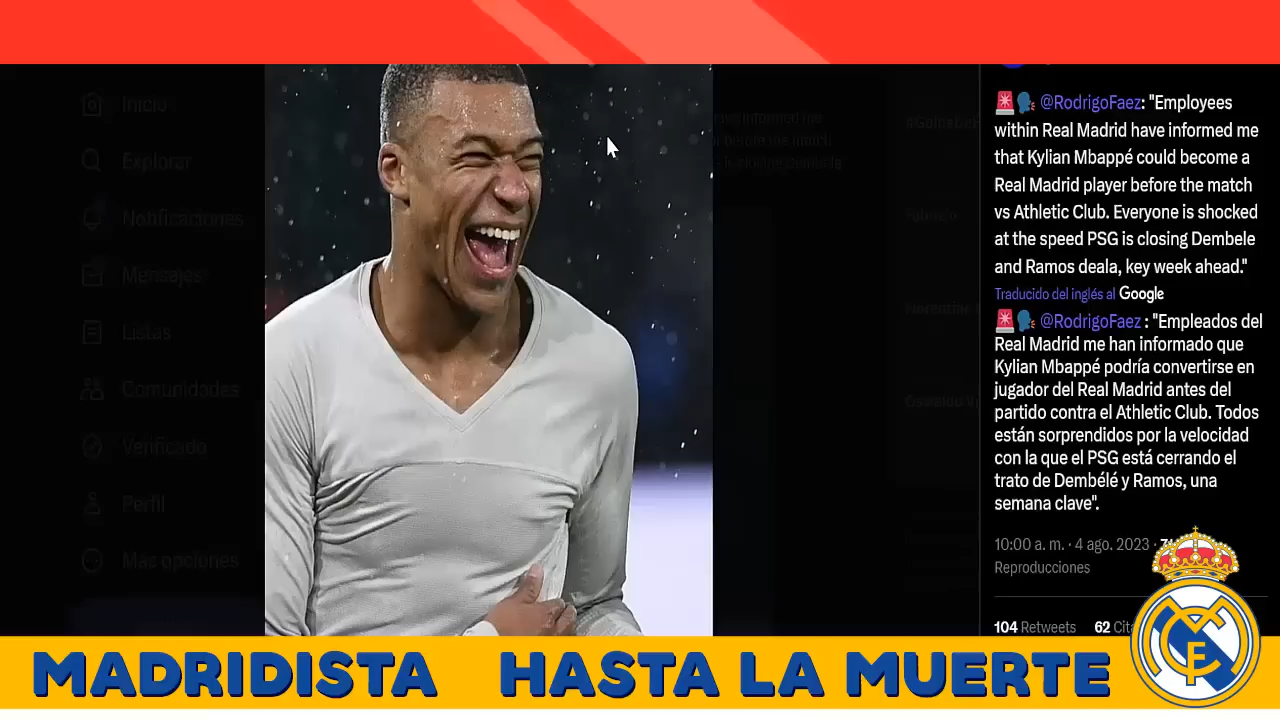 Inicio
Explorar
Notificaciones
Mensajes
Listas
Comunidades
Verificado
Perfil
Más opciones
🚨🗣 @RodrigoFaez: "Employees
within Real Madrid have informed me
that Kylian Mbappé could become a
Real Madrid player before the match
vs Athletic Club. Everyone is shocked
at the speed PSG is closing Dembele
and Ramos deala, key week ahead."
Traducido del inglés al Google
🚨🗣 @RodrigoFaez : "Empleados del
Real Madrid me han informado que
Kylian Mbappé podría convertirse en
jugador del Real Madrid antes del
partido contra el Athletic Club. Todos
están sorprendidos por la velocidad
con la que el PSG está cerrando el
trato de Dembélé y Ramos, una
semana clave".
10:00 a. m. · 4 ago. 2023 ·
Reproducciones
104 Retweets 62
MADRIDISTA HASTA LA MUERTE